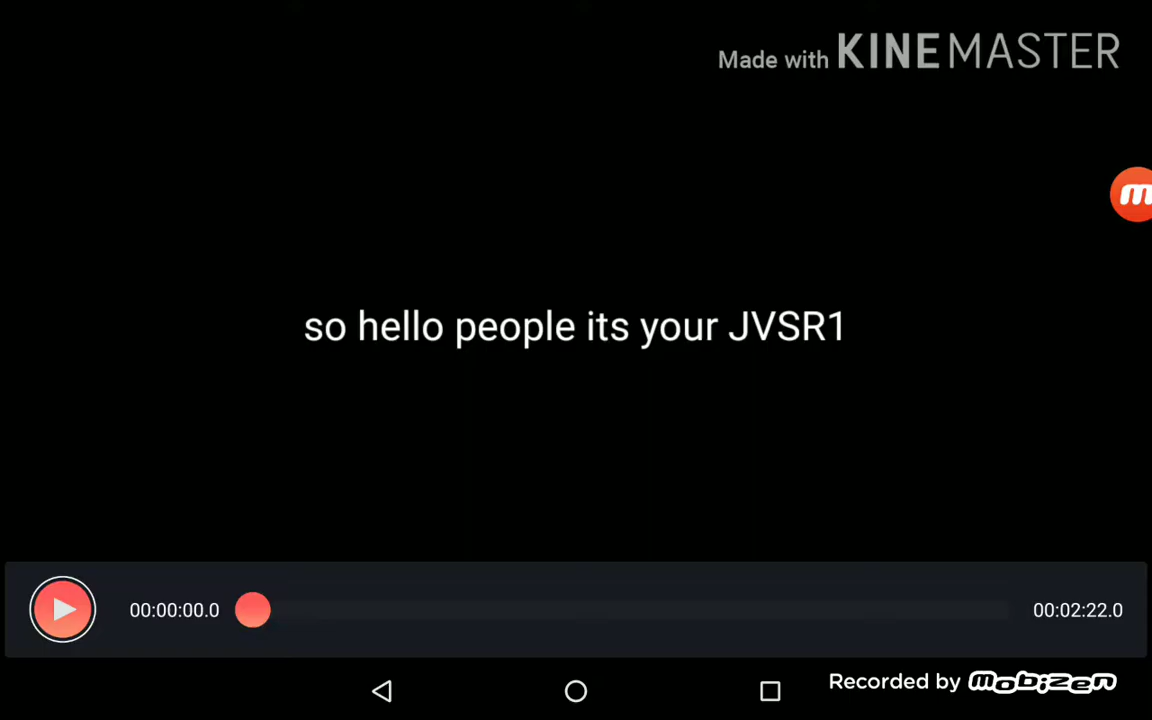 Made with KINEMASTER
m
so hello people its your JVSR1
00:00:00.0
00:02:22.0
Recorded by mobizen